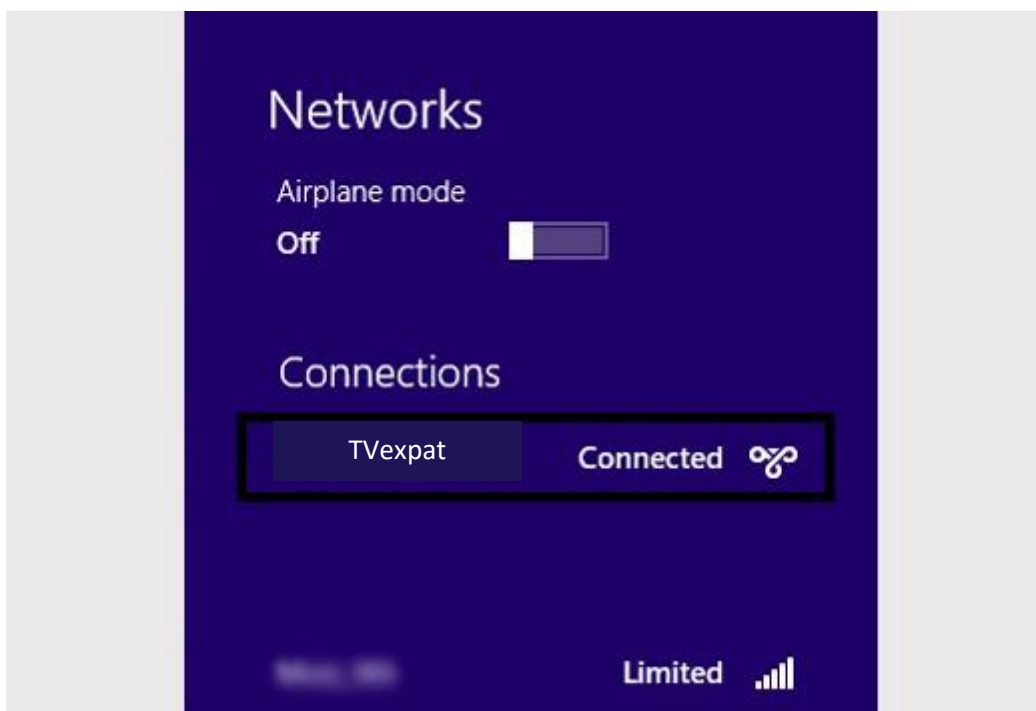 Networks
Airplane mode
Off
Connections
TVexpat Connected
Limited